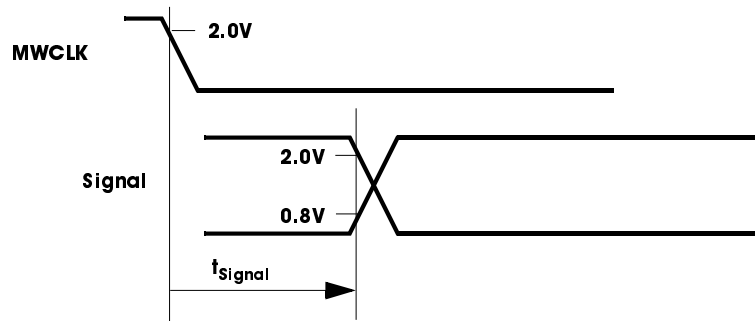 2.0V
MWCLK
2.0V
Signal
0.8V
tSignal